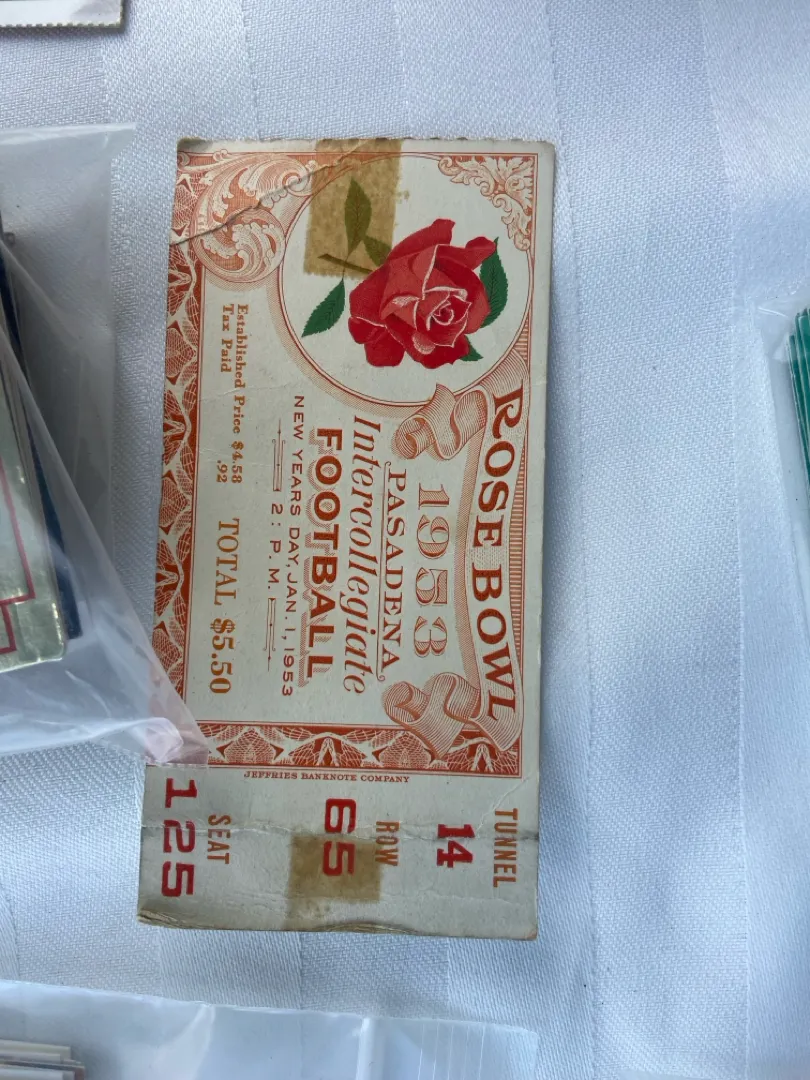 ROSE BOWL
1953
PASADENA
Intercollegiate
FOOTBALL
NEW YEARS DAY, JAN. 1, 1953
2: P. M.
Established Price $4.58
Tax Paid .92
TOTAL $5.50
JEFFRIES BANKNOTE COMPANY
TUNNEL
14
ROW
65
SEAT
125